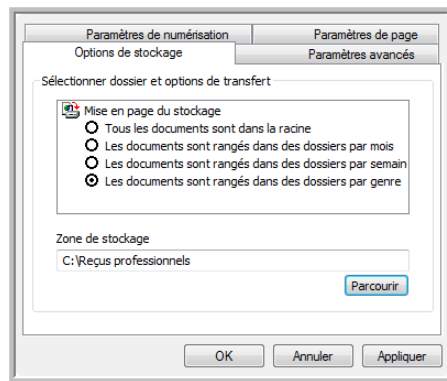 Paramètres de numérisation
Paramètres de page
Options de stockage
Paramètres avancés
Sélectionner dossier et options de transfert
Mise en page du stockage
Tous les documents sont dans la racine
Les documents sont rangés dans des dossiers par mois
Les documents sont rangés dans des dossiers par semain
Les documents sont rangés dans des dossiers par genre
Zone de stockage
C:\Reçus professionnels
Parcourir
OK
Annuler
Appliquer